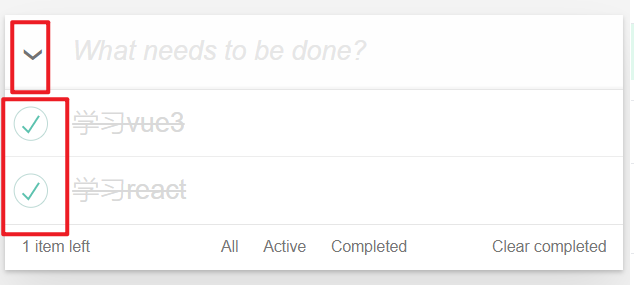 What needs to be done?
学习vue3
学习react
1 item left All Active Completed Clear completed